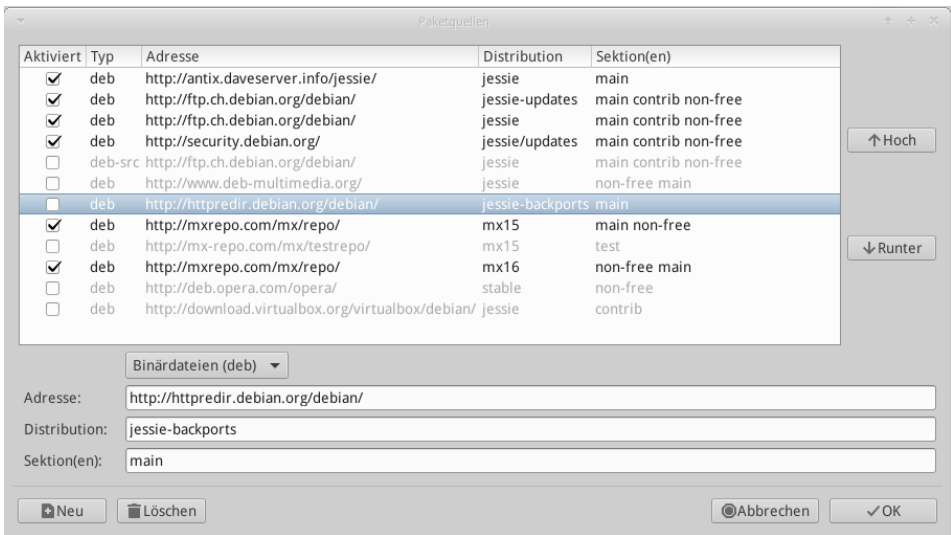 Paketquellen
Aktiviert Typ Adresse Distribution Sektion(en)
deb http://antix.daveserver.info/jessie/ jessie main
deb http://ftp.ch.debian.org/debian/ jessie-updates main contrib non-free
deb http://ftp.ch.debian.org/debian/ jessie main contrib non-free
deb http://security.debian.org/ jessie/updates main contrib non-free
deb-src http://ftp.ch.debian.org/debian/ jessie main contrib non-free
deb http://www.deb-multimedia.org/ jessie non-free main
deb http://httpredir.debian.org/debian/ jessie-backports main
deb http://mxrepo.com/mx/repo/ mx15 main non-free
deb http://mx-repo.com/mx/testrepo/ mx15 test
deb http://mxrepo.com/mx/repo/ mx16 non-free main
deb http://deb.opera.com/opera/ stable non-free
deb http://download.virtualbox.org/virtualbox/debian/ jessie contrib
Hoch
Runter
Binärdateien (deb)
Adresse: http://httpredir.debian.org/debian/
Distribution: jessie-backports
Sektion(en): main
Neu Löschen Abbrechen OK